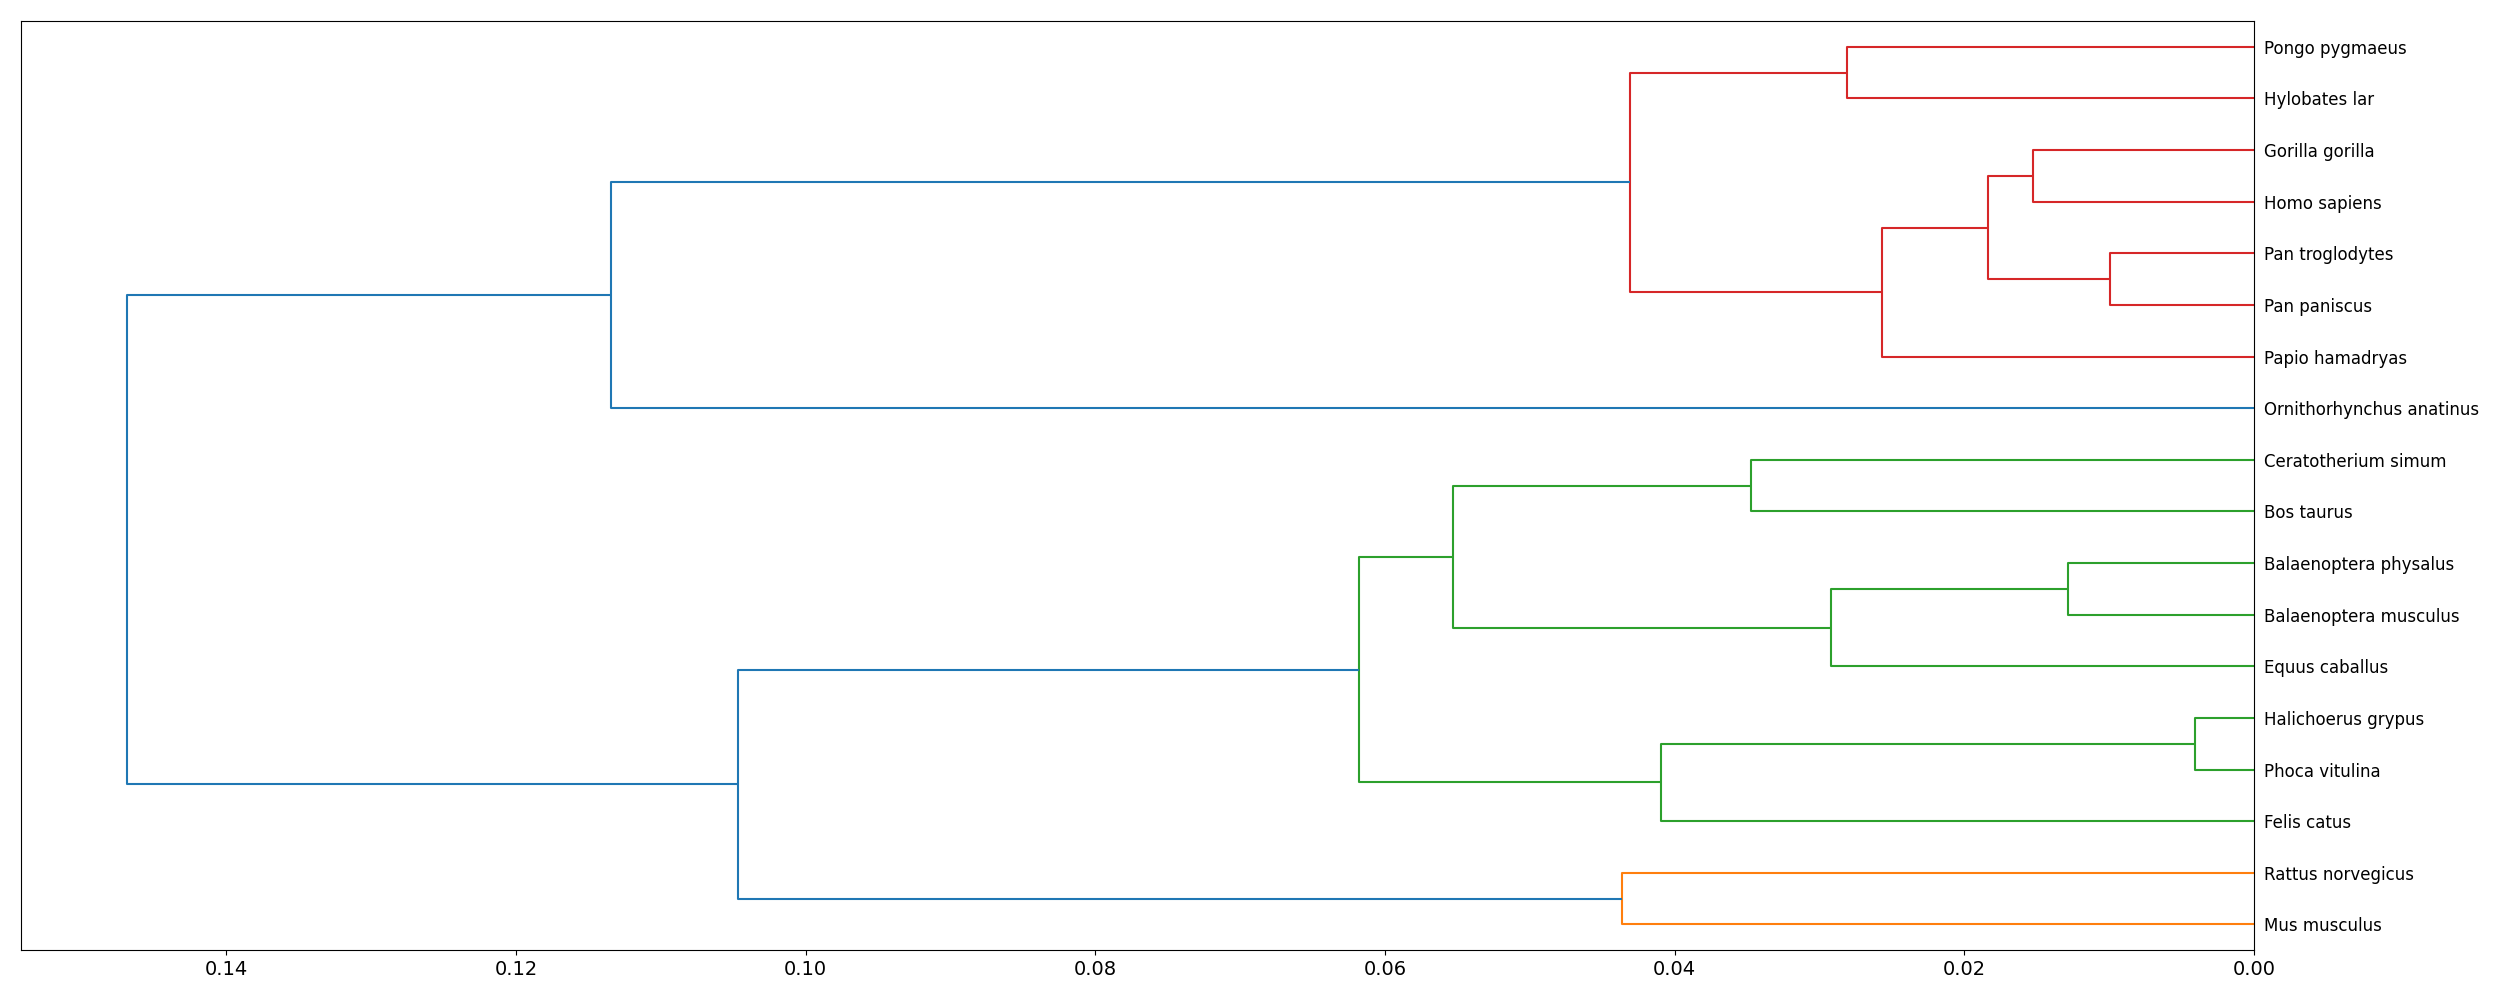 Pongo pygmaeus
Hylobates lar
Gorilla gorilla
Homo sapiens
Pan troglodytes
Pan paniscus
Papio hamadryas
Ornithorhynchus anatinus
Ceratotherium simum
Bos taurus
Balaenoptera physalus
Balaenoptera musculus
Equus caballus
Halichoerus grypus
Phoca vitulina
Felis catus
Rattus norvegicus
Mus musculus
0.14 0.12 0.10 0.08 0.06 0.04 0.02 0.00